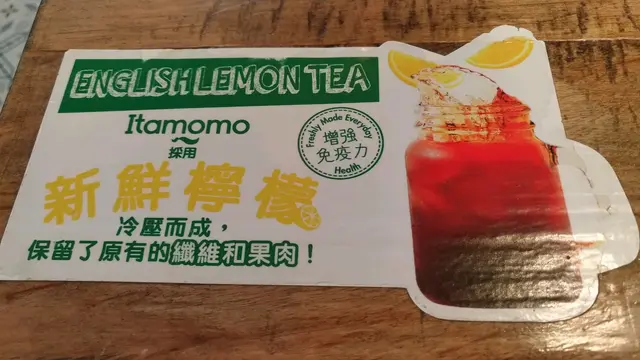 ENGLISH LEMON TEA
Itamomo
採用
新鮮檸檬
冷壓而成，
保留了原有的纖維和果肉！
Freshly Made Everyday
增強
免疫力
Health